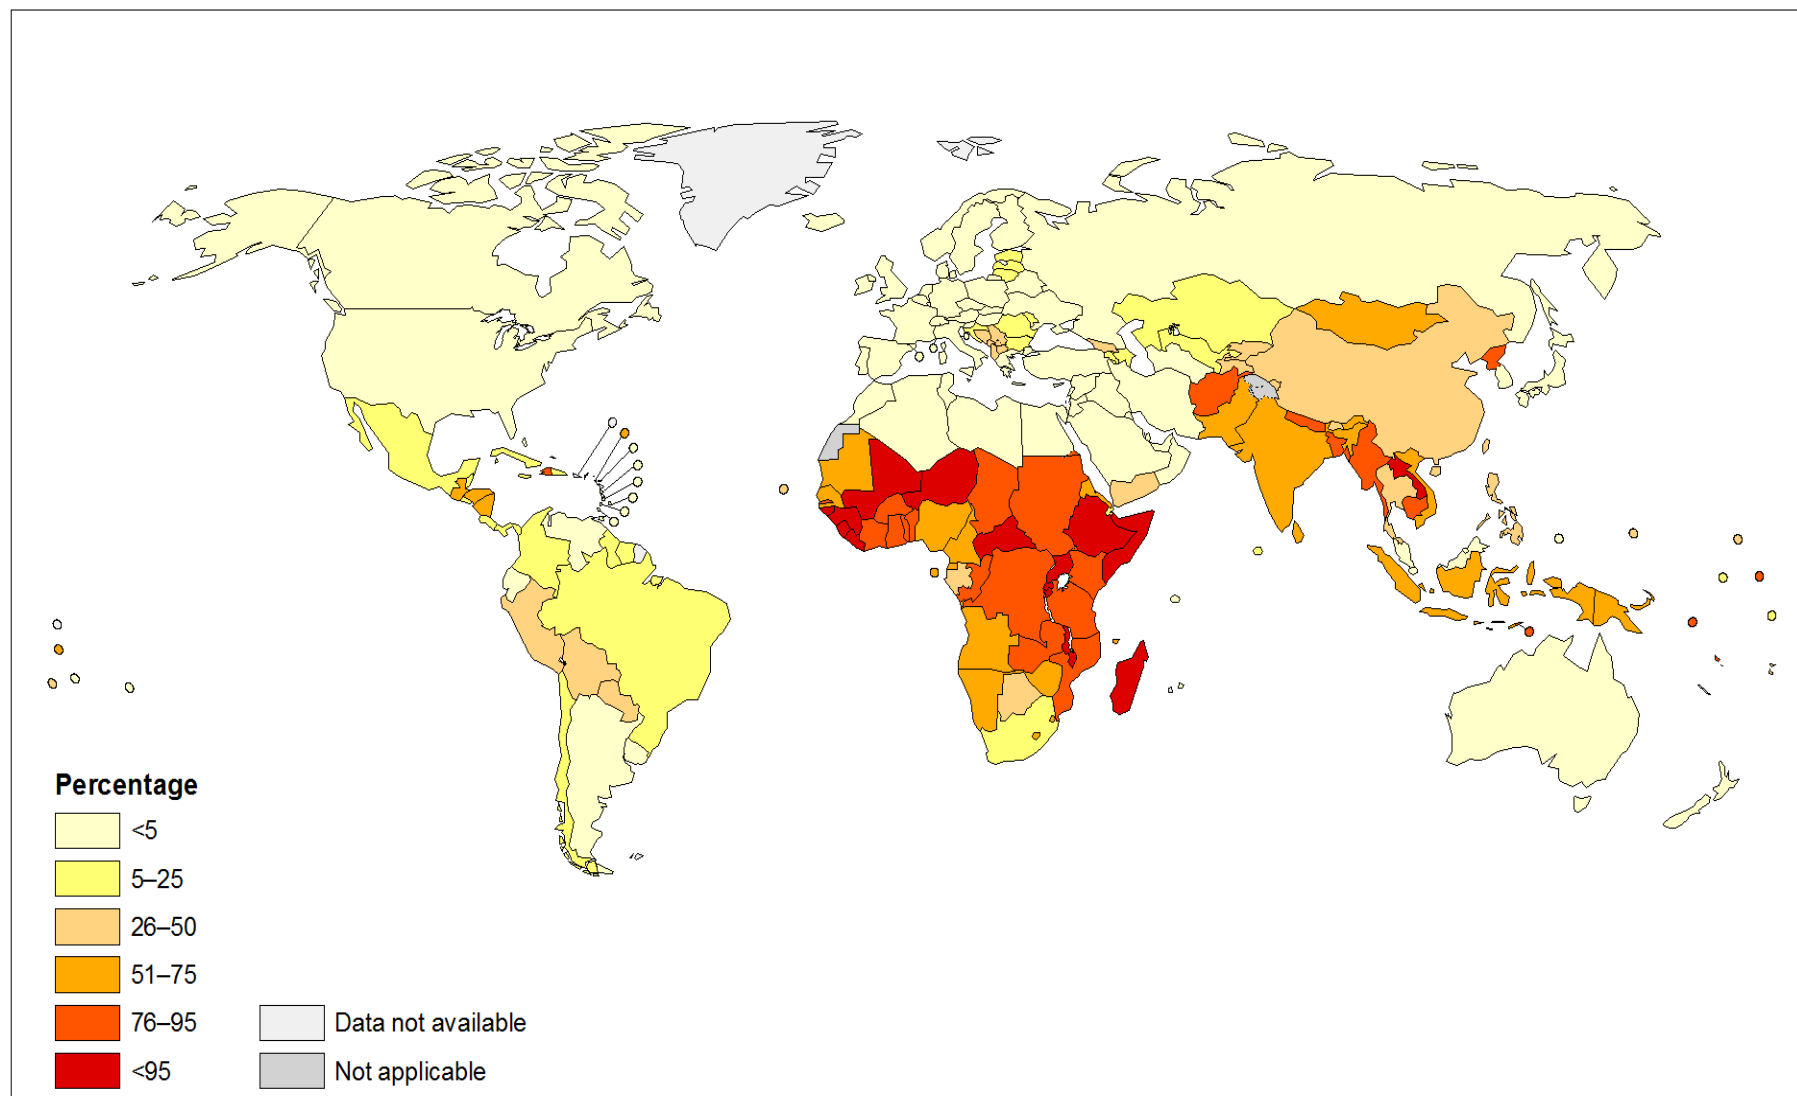 Percentage
<5
5–25
26–50
51–75
76–95
<95
Data not available
Not applicable